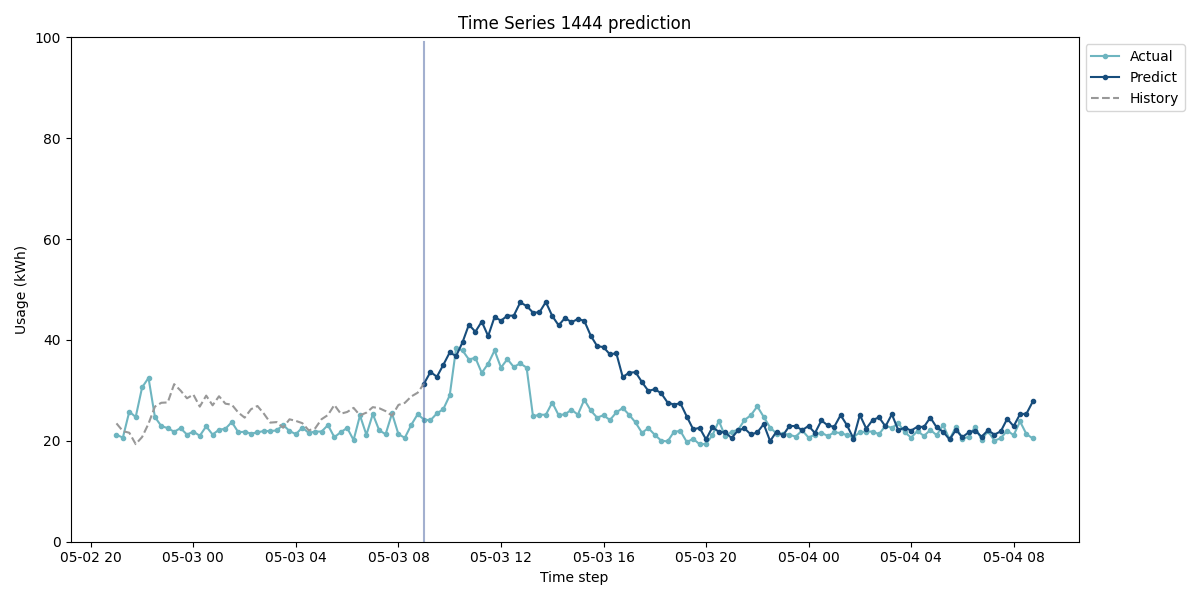 Time Series 1444 prediction
Actual
Predict
History
Usage (kWh)
100
80
60
40
20
0
05-02 20 05-03 00 05-03 04 05-03 08 05-03 12 05-03 16 05-03 20 05-04 00 05-04 04 05-04 08
Time step